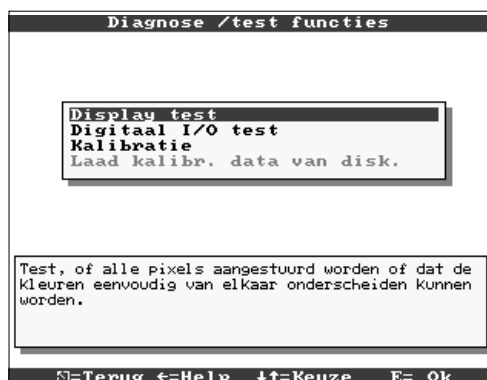 Diagnose /test functies
Display test
Digitaal I/O test
Kalibratie
Laad kalibr. data van disk.
Test, of alle pixels aangestuurd worden of dat de
kleuren eenvoudig van elkaar onderscheiden kunnen
worden.
=Terug ←=Help ↓↑=Keuze E= Ok